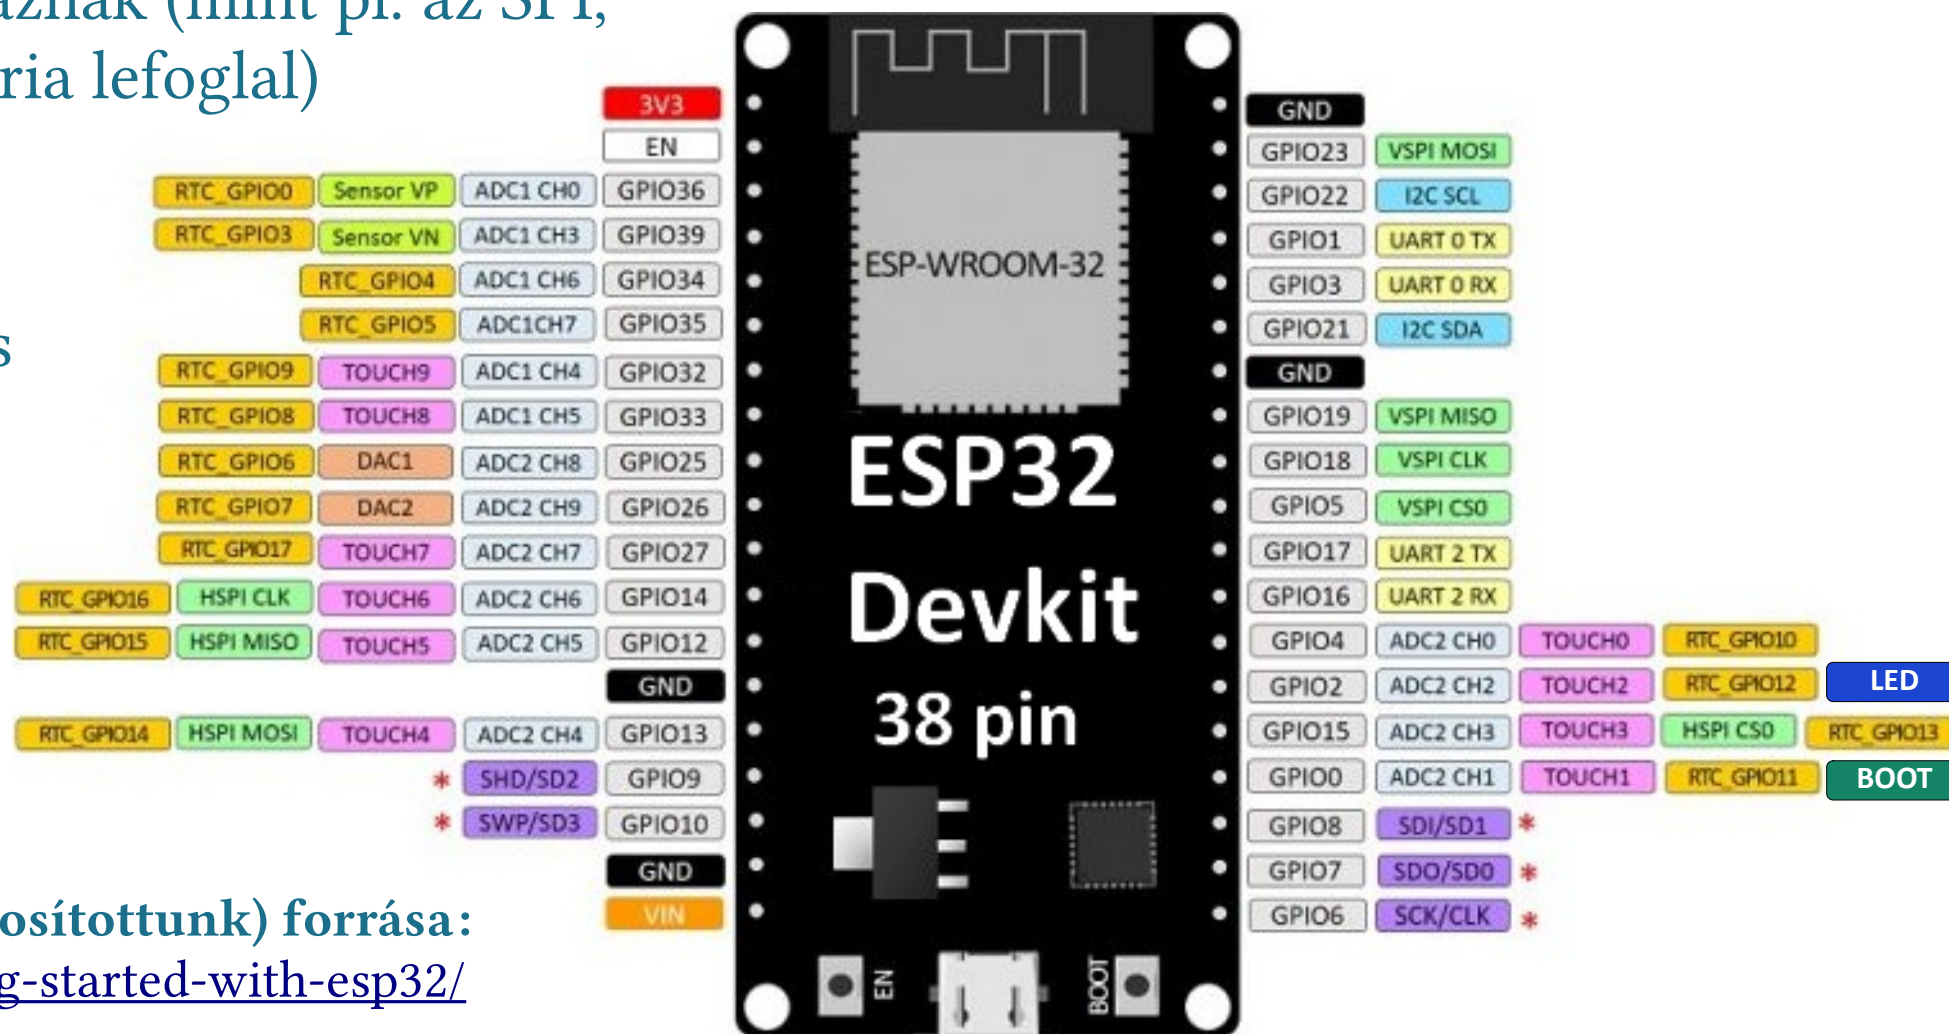 aznak (mint pl. az SPI,
ria lefoglal)
s
3V3
EN
RTC_GPIO0 Sensor VP ADC1 CH0 GPIO36
RTC_GPIO3 Sensor VN ADC1 CH3 GPIO39
RTC_GPIO4 ADC1 CH6 GPIO34
RTC_GPIO5 ADC1CH7 GPIO35
RTC_GPIO9 TOUCH9 ADC1 CH4 GPIO32
RTC_GPIO8 TOUCH8 ADC1 CH5 GPIO33
RTC_GPIO6 DAC1 ADC2 CH8 GPIO25
RTC_GPIO7 DAC2 ADC2 CH9 GPIO26
RTC_GPIO17 TOUCH7 ADC2 CH7 GPIO27
RTC_GPIO16 HSPI CLK TOUCH6 ADC2 CH6 GPIO14
RTC_GPIO15 HSPI MISO TOUCH5 ADC2 CH5 GPIO12
GND
RTC_GPIO14 HSPI MOSI TOUCH4 ADC2 CH4 GPIO13
* SHD/SD2 GPIO9
* SWP/SD3 GPIO10
GND
VIN
osítottunk) forrása:
g-started-with-esp32/
ESP-WROOM-32
ESP32
Devkit
38 pin
EN
BOOT
GND
GPIO23 VSPI MOSI
GPIO22 I2C SCL
GPIO1 UART 0 TX
GPIO3 UART 0 RX
GPIO21 I2C SDA
GND
GPIO19 VSPI MISO
GPIO18 VSPI CLK
GPIO5 VSPI CS0
GPIO17 UART 2 TX
GPIO16 UART 2 RX
GPIO4 ADC2 CH0 TOUCH0 RTC_GPIO10
GPIO2 ADC2 CH2 TOUCH2 RTC_GPIO12 LED
GPIO15 ADC2 CH3 TOUCH3 HSPI CS0 RTC_GPIO13
GPIO0 ADC2 CH1 TOUCH1 RTC_GPIO11 BOOT
GPIO8 SDI/SD1 *
GPIO7 SDO/SD0 *
GPIO6 SCK/CLK *